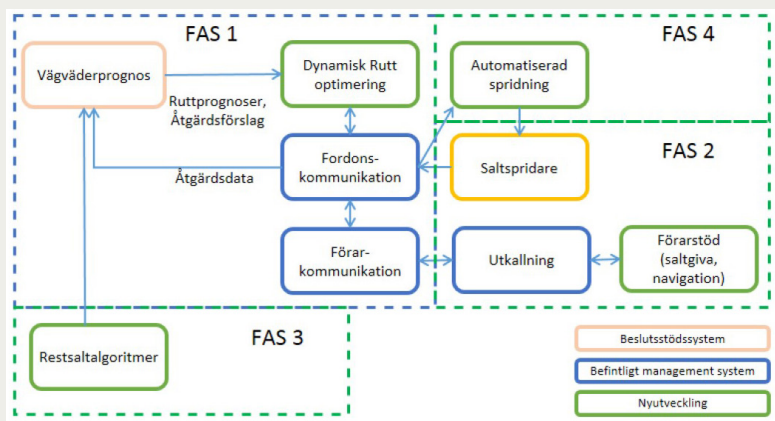 FAS 1
Vägväderprognos
Dynamisk Rutt
optimering
Ruttprognoser,
Åtgärdsförslag
Fordons-
kommunikation
Åtgärdsdata
Förar-
kommunikation
FAS 4
Automatiserad
spridning
FAS 2
Saltspridare
Utkallning
Förarstöd
(saltgiva,
navigation)
FAS 3
Restsaltalgoritmer
Beslutsstödssystem
Befintligt management system
Nyutveckling